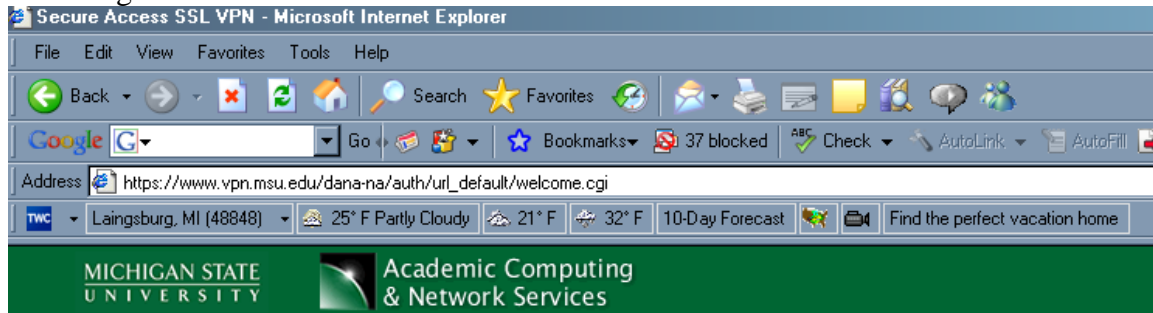 Secure Access SSL VPN - Microsoft Internet Explorer
File Edit View Favorites Tools Help
Back Search Favorites
Google G Go Bookmarks 37 blocked ABC Check AutoLink AutoFill
Address https://www.vpn.msu.edu/dana-na/auth/url_default/welcome.cgi
TWC Laingsburg, MI (48848) 25° F Partly Cloudy 21° F 32° F 10-Day Forecast Find the perfect vacation home
MICHIGAN STATE Academic Computing
UNIVERSITY & Network Services